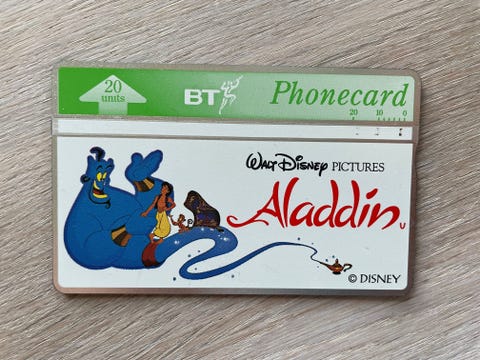 20
units
BT
Phonecard
20 10 0
WALT DISNEY PICTURES
Aladdin U
© DISNEY